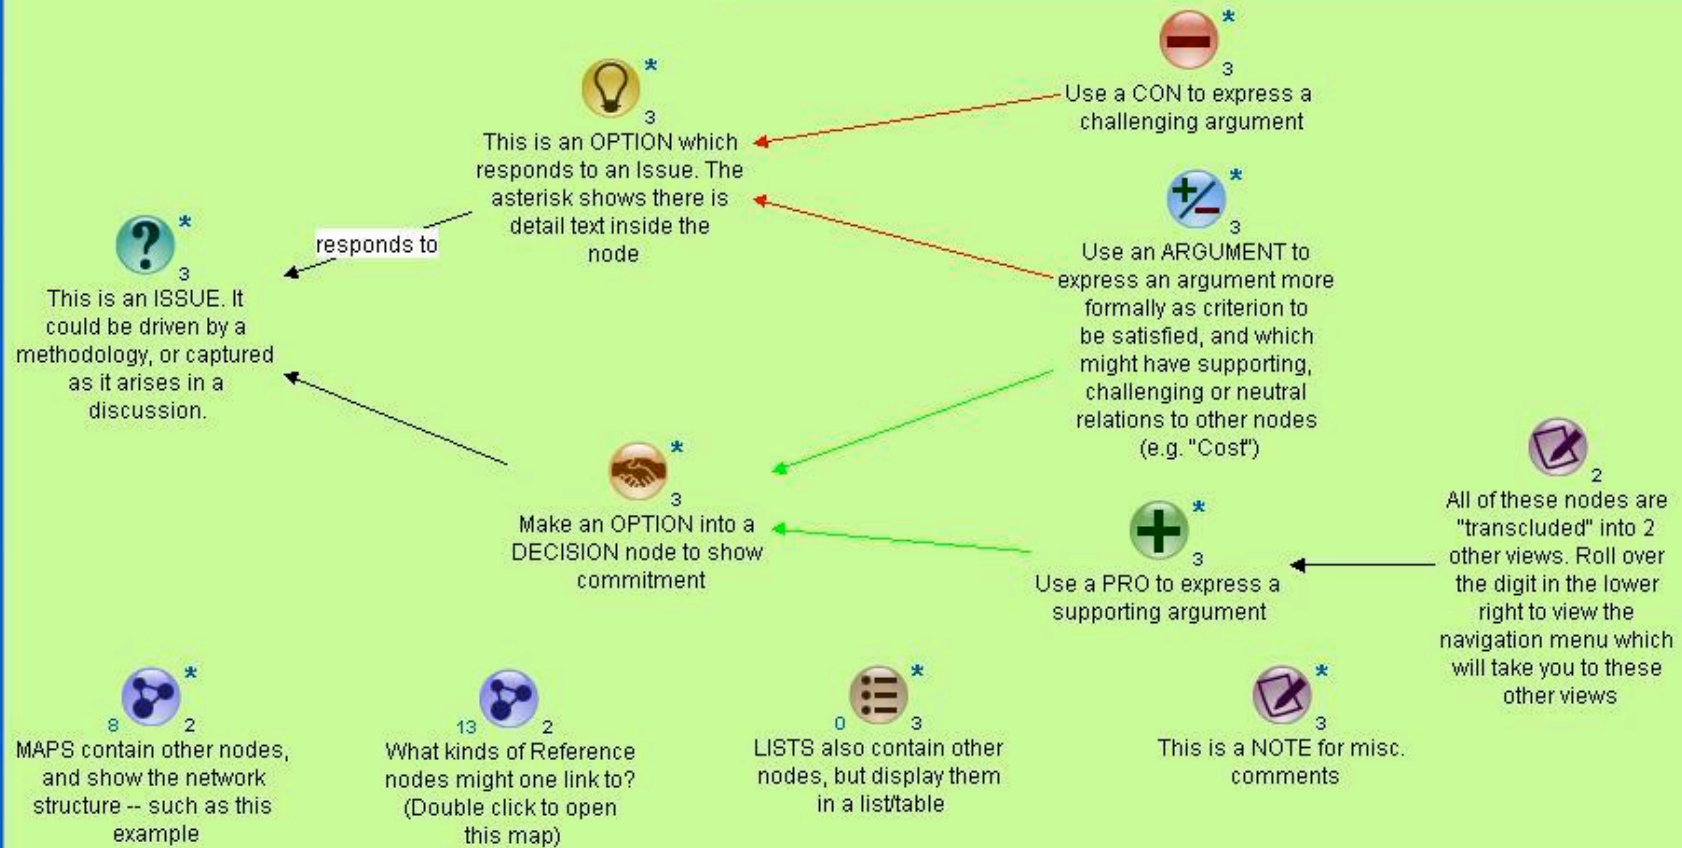 *
3
Use a CON to express a
challenging argument
*
3
This is an OPTION which
responds to an Issue. The
asterisk shows there is
detail text inside the
node
*
3
Use an ARGUMENT to
express an argument more
formally as criterion to
be satisfied, and which
might have supporting,
challenging or neutral
relations to other nodes
(e.g. "Cost")
responds to
?
*
3
This is an ISSUE. It
could be driven by a
methodology, or captured
as it arises in a
discussion.
*
3
Make an OPTION into a
DECISION node to show
commitment
*
3
Use a PRO to express a
supporting argument
2
All of these nodes are
"transcluded" into 2
other views. Roll over
the digit in the lower
right to view the
navigation menu which
will take you to these
other views
*
8 2
MAPS contain other nodes,
and show the network
structure -- such as this
example
13 2
What kinds of Reference
nodes might one link to?
(Double click to open
this map)
*
0 3
LISTS also contain other
nodes, but display them
in a list/table
*
3
This is a NOTE for misc.
comments